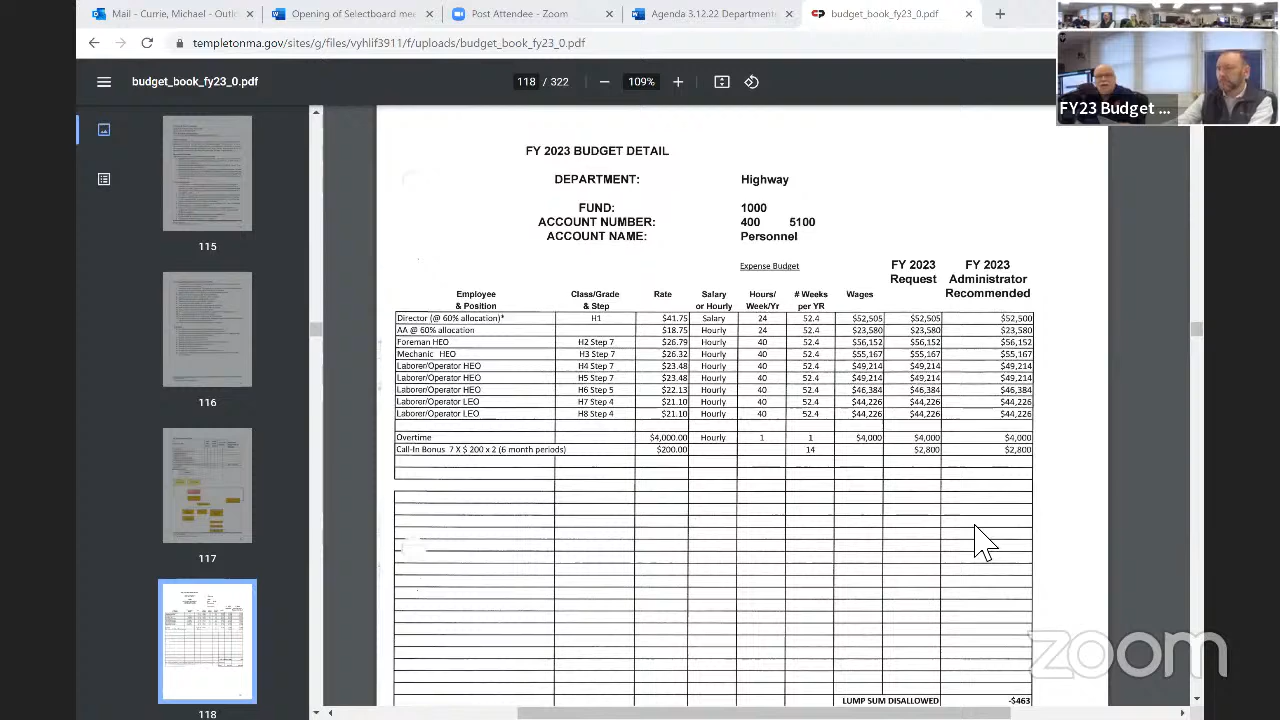 Mail - Currie, Michael - Outlo
Opening of Selectboard me
Post Attendee - Zoom
Agenda 3.12.22 Department
budget_book_fy23_0.pdf
templetonma.gov/sites/g/files/
3911/f/uploads/budget_book_fy23_0.pdf
budget_book_fy23_0.pdf
118 / 322
109%
FY23 Budget ...
115
116
117
118
FY 2023 BUDGET DETAIL
DEPARTMENT: Highway
FUND: 1000
ACCOUNT NUMBER: 400 5100
ACCOUNT NAME: Personnel
Expense Budget
FY 2023 Request
FY 2023 Administrator Recommended
Employee & Position
Class/Grade & Step
Rate
Salary or Hourly
Hours/ Week/Yr
# Weeks per YR
Wages
Director (@ 60% allocation)* H1 $41.75 Salary 24 52.4 $52,505 $52,505 $52,500
AA @ 60% allocation $18.75 Hourly 24 52.4 $23,580 $23,580 $23,580
Foreman HEO H2 Step 7 $26.79 Hourly 40 52.4 $56,152 $56,152 $56,152
Mechanic HEO H3 Step 7 $26.32 Hourly 40 52.4 $55,167 $55,167 $55,167
Laborer/Operator HEO H4 Step 7 $23.48 Hourly 40 52.4 $49,214 $49,214 $49,214
Laborer/Operator HEO H5 Step 7 $23.48 Hourly 40 52.4 $49,214 $49,214 $49,214
Laborer/Operator HEO H6 Step 5 $22.13 Hourly 40 52.4 $46,384 $46,384 $46,384
Laborer/Operator LEO H7 Step 4 $21.10 Hourly 40 52.4 $44,226 $44,226 $44,226
Laborer/Operator LEO H8 Step 4 $21.10 Hourly 40 52.4 $44,226 $44,226 $44,226
Overtime $4,000.00 Hourly 1 1 $4,000 $4,000 $4,000
Call-In Bonus 7 X $ 200 x 2 (6 month periods) $200.00 14 $2,800 $2,800
LUMP SUM DISALLOWED -$463
zoom